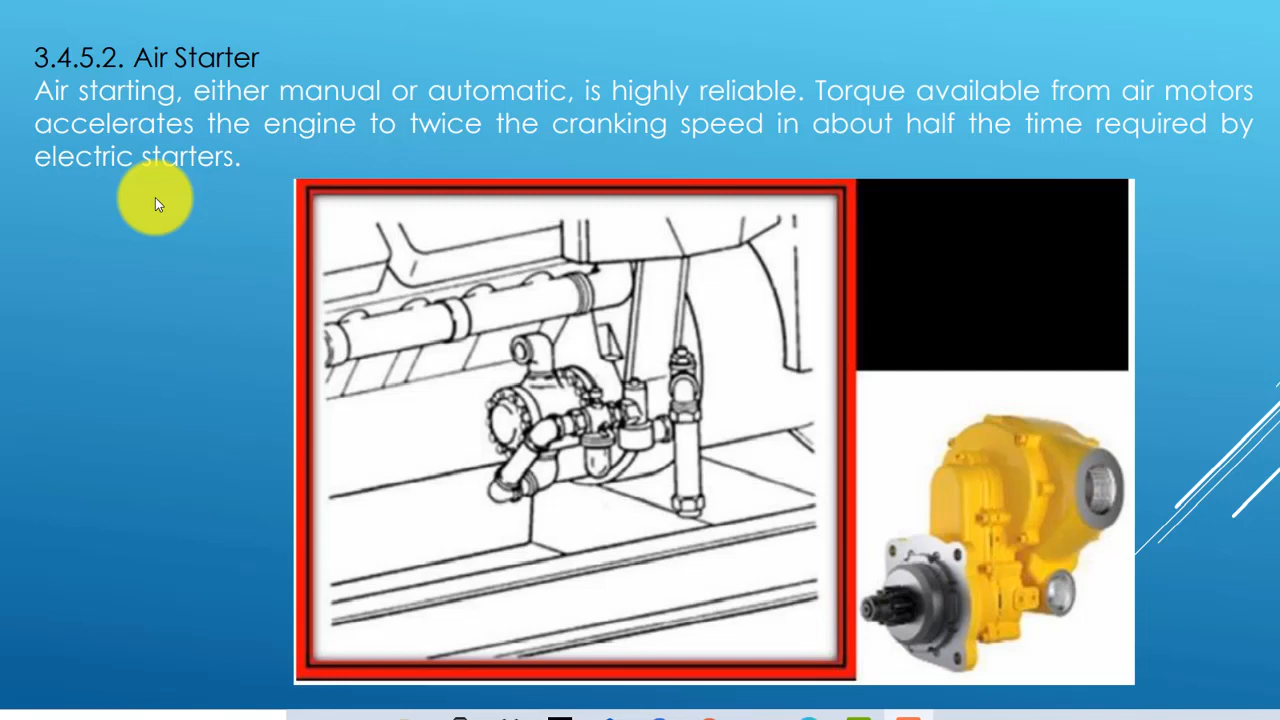 3.4.5.2. Air Starter
Air starting, either manual or automatic, is highly reliable. Torque available from air motors
accelerates the engine to twice the cranking speed in about half the time required by
electric starters.